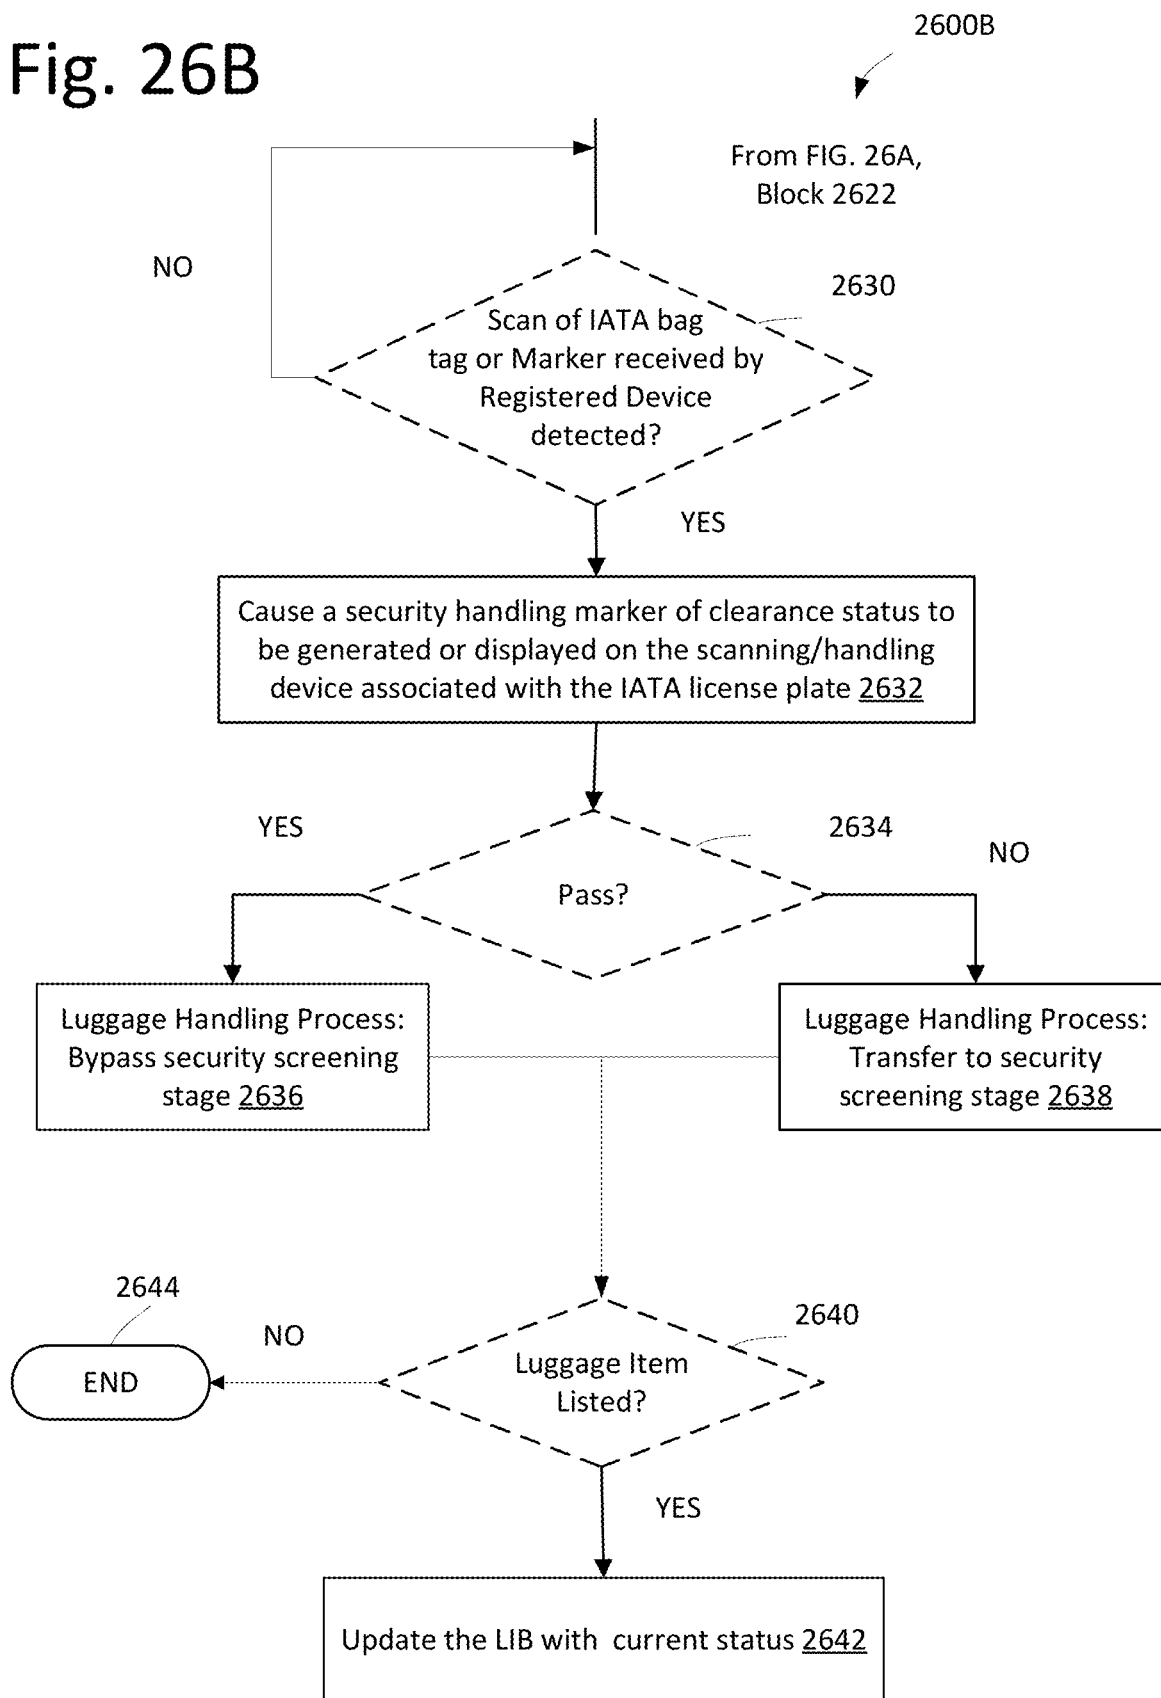 2600B
Fig. 26B
From FIG. 26A,
Block 2622
NO
2630
Scan of IATA bag
tag or Marker received by
Registered Device
detected?
YES
Cause a security handling marker of clearance status to
be generated or displayed on the scanning/handling
device associated with the IATA license plate 2632
YES
2634
NO
Pass?
Luggage Handling Process:
Bypass security screening
stage 2636
Luggage Handling Process:
Transfer to security
screening stage 2638
2644
NO
2640
END
Luggage Item
Listed?
YES
Update the LIB with current status 2642